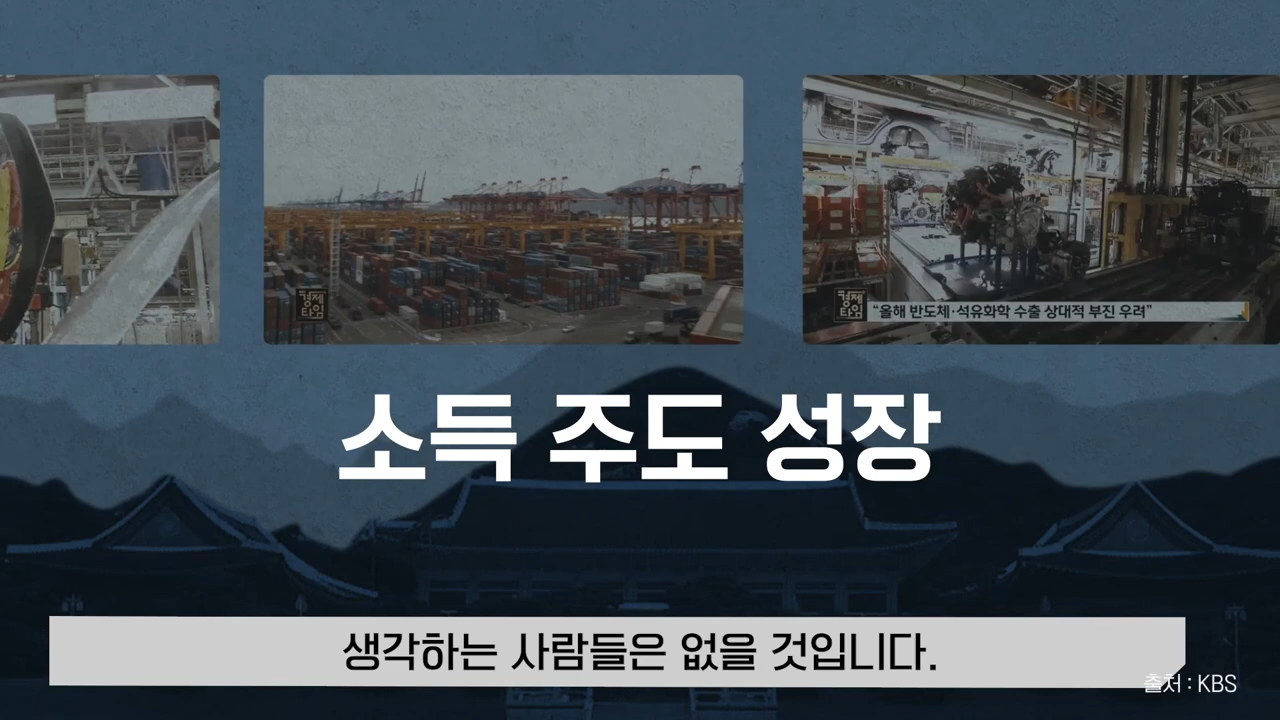 경제
타임
경제
타임
“올해 반도체·석유화학 수출 상대적 부진 우려”
소득 주도 성장
생각하는 사람들은 없을 것입니다.
출처 : KBS